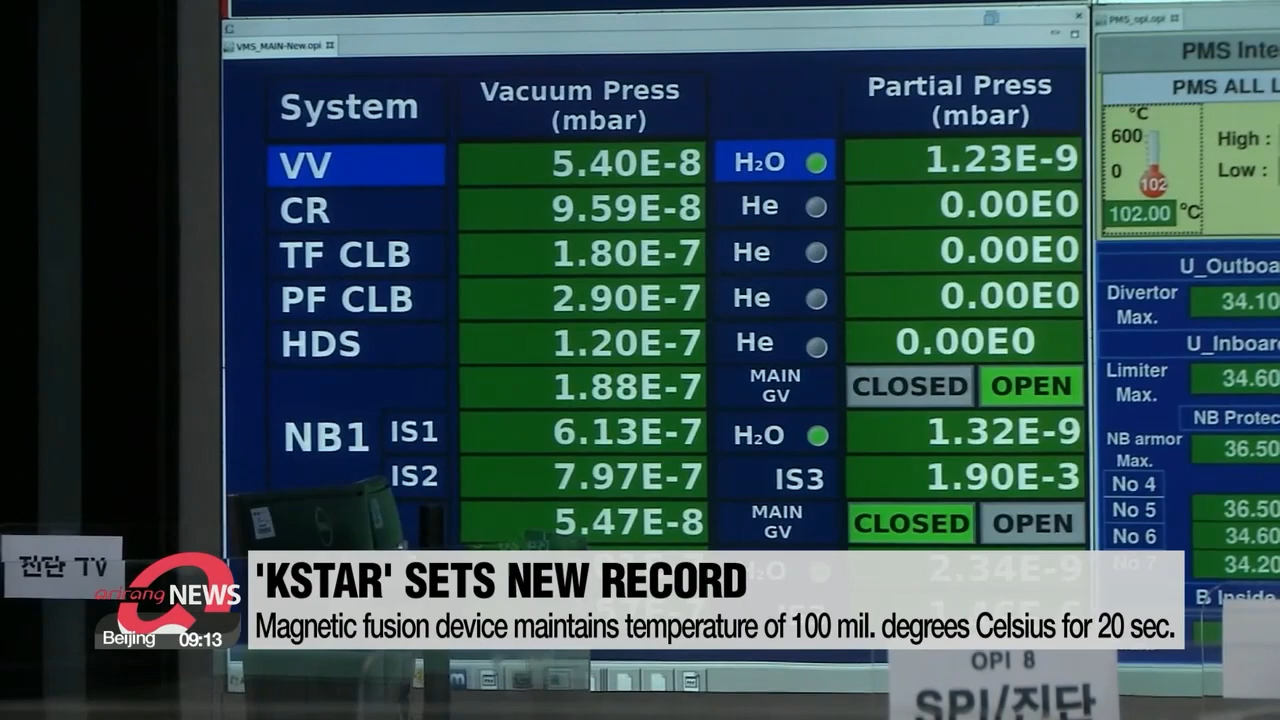 VMS_MAIN-New.opi
PMS_opi.opi
System
Vacuum Press
(mbar)
Partial Press
(mbar)
VV 5.40E-8 H₂O 1.23E-9
CR 9.59E-8 He 0.00E0
TF CLB 1.80E-7 He 0.00E0
PF CLB 2.90E-7 He 0.00E0
HDS 1.20E-7 He 0.00E0
1.88E-7 MAIN GV CLOSED OPEN
NB1 IS1 6.13E-7 H₂O 1.32E-9
IS2 7.97E-7 IS3 1.90E-3
5.47E-8 MAIN GV CLOSED OPEN
2.34E-9
PMS ALL
°C
600
0
102
102.00 °C
High :
Low :
Divertor
Max.
34.10
Limiter
Max.
34.60
NB armor
Max.
36.50
No 4
No 5 36.50
No 6 34.60
No 7 34.20
진단 TV
arirang NEWS
Beijing 09:13
'KSTAR' SETS NEW RECORD
Magnetic fusion device maintains temperature of 100 mil. degrees Celsius for 20 sec.
OPI 8
SPI/진단